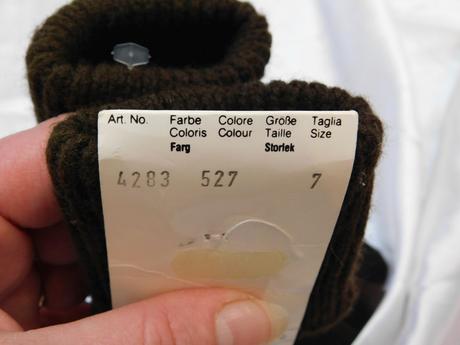 Art. No. Farbe Colore Größe Taglia
Coloris Colour Taille Size
Farg Storlek
4283 527 7